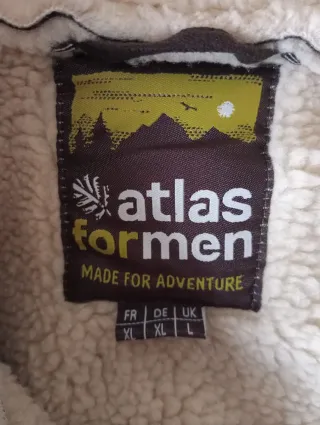 atlas
formen
MADE FOR ADVENTURE
FR DE UK
XL XL L